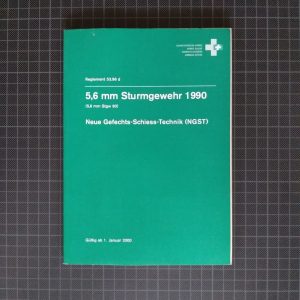 Reglement 53.96 d
5,6 mm Sturmgewehr 1990
(5,6 mm Stgw 90)
Neue Gefechts-Schiess-Technik (NGST)
Gültig ab 1. Januar 2000